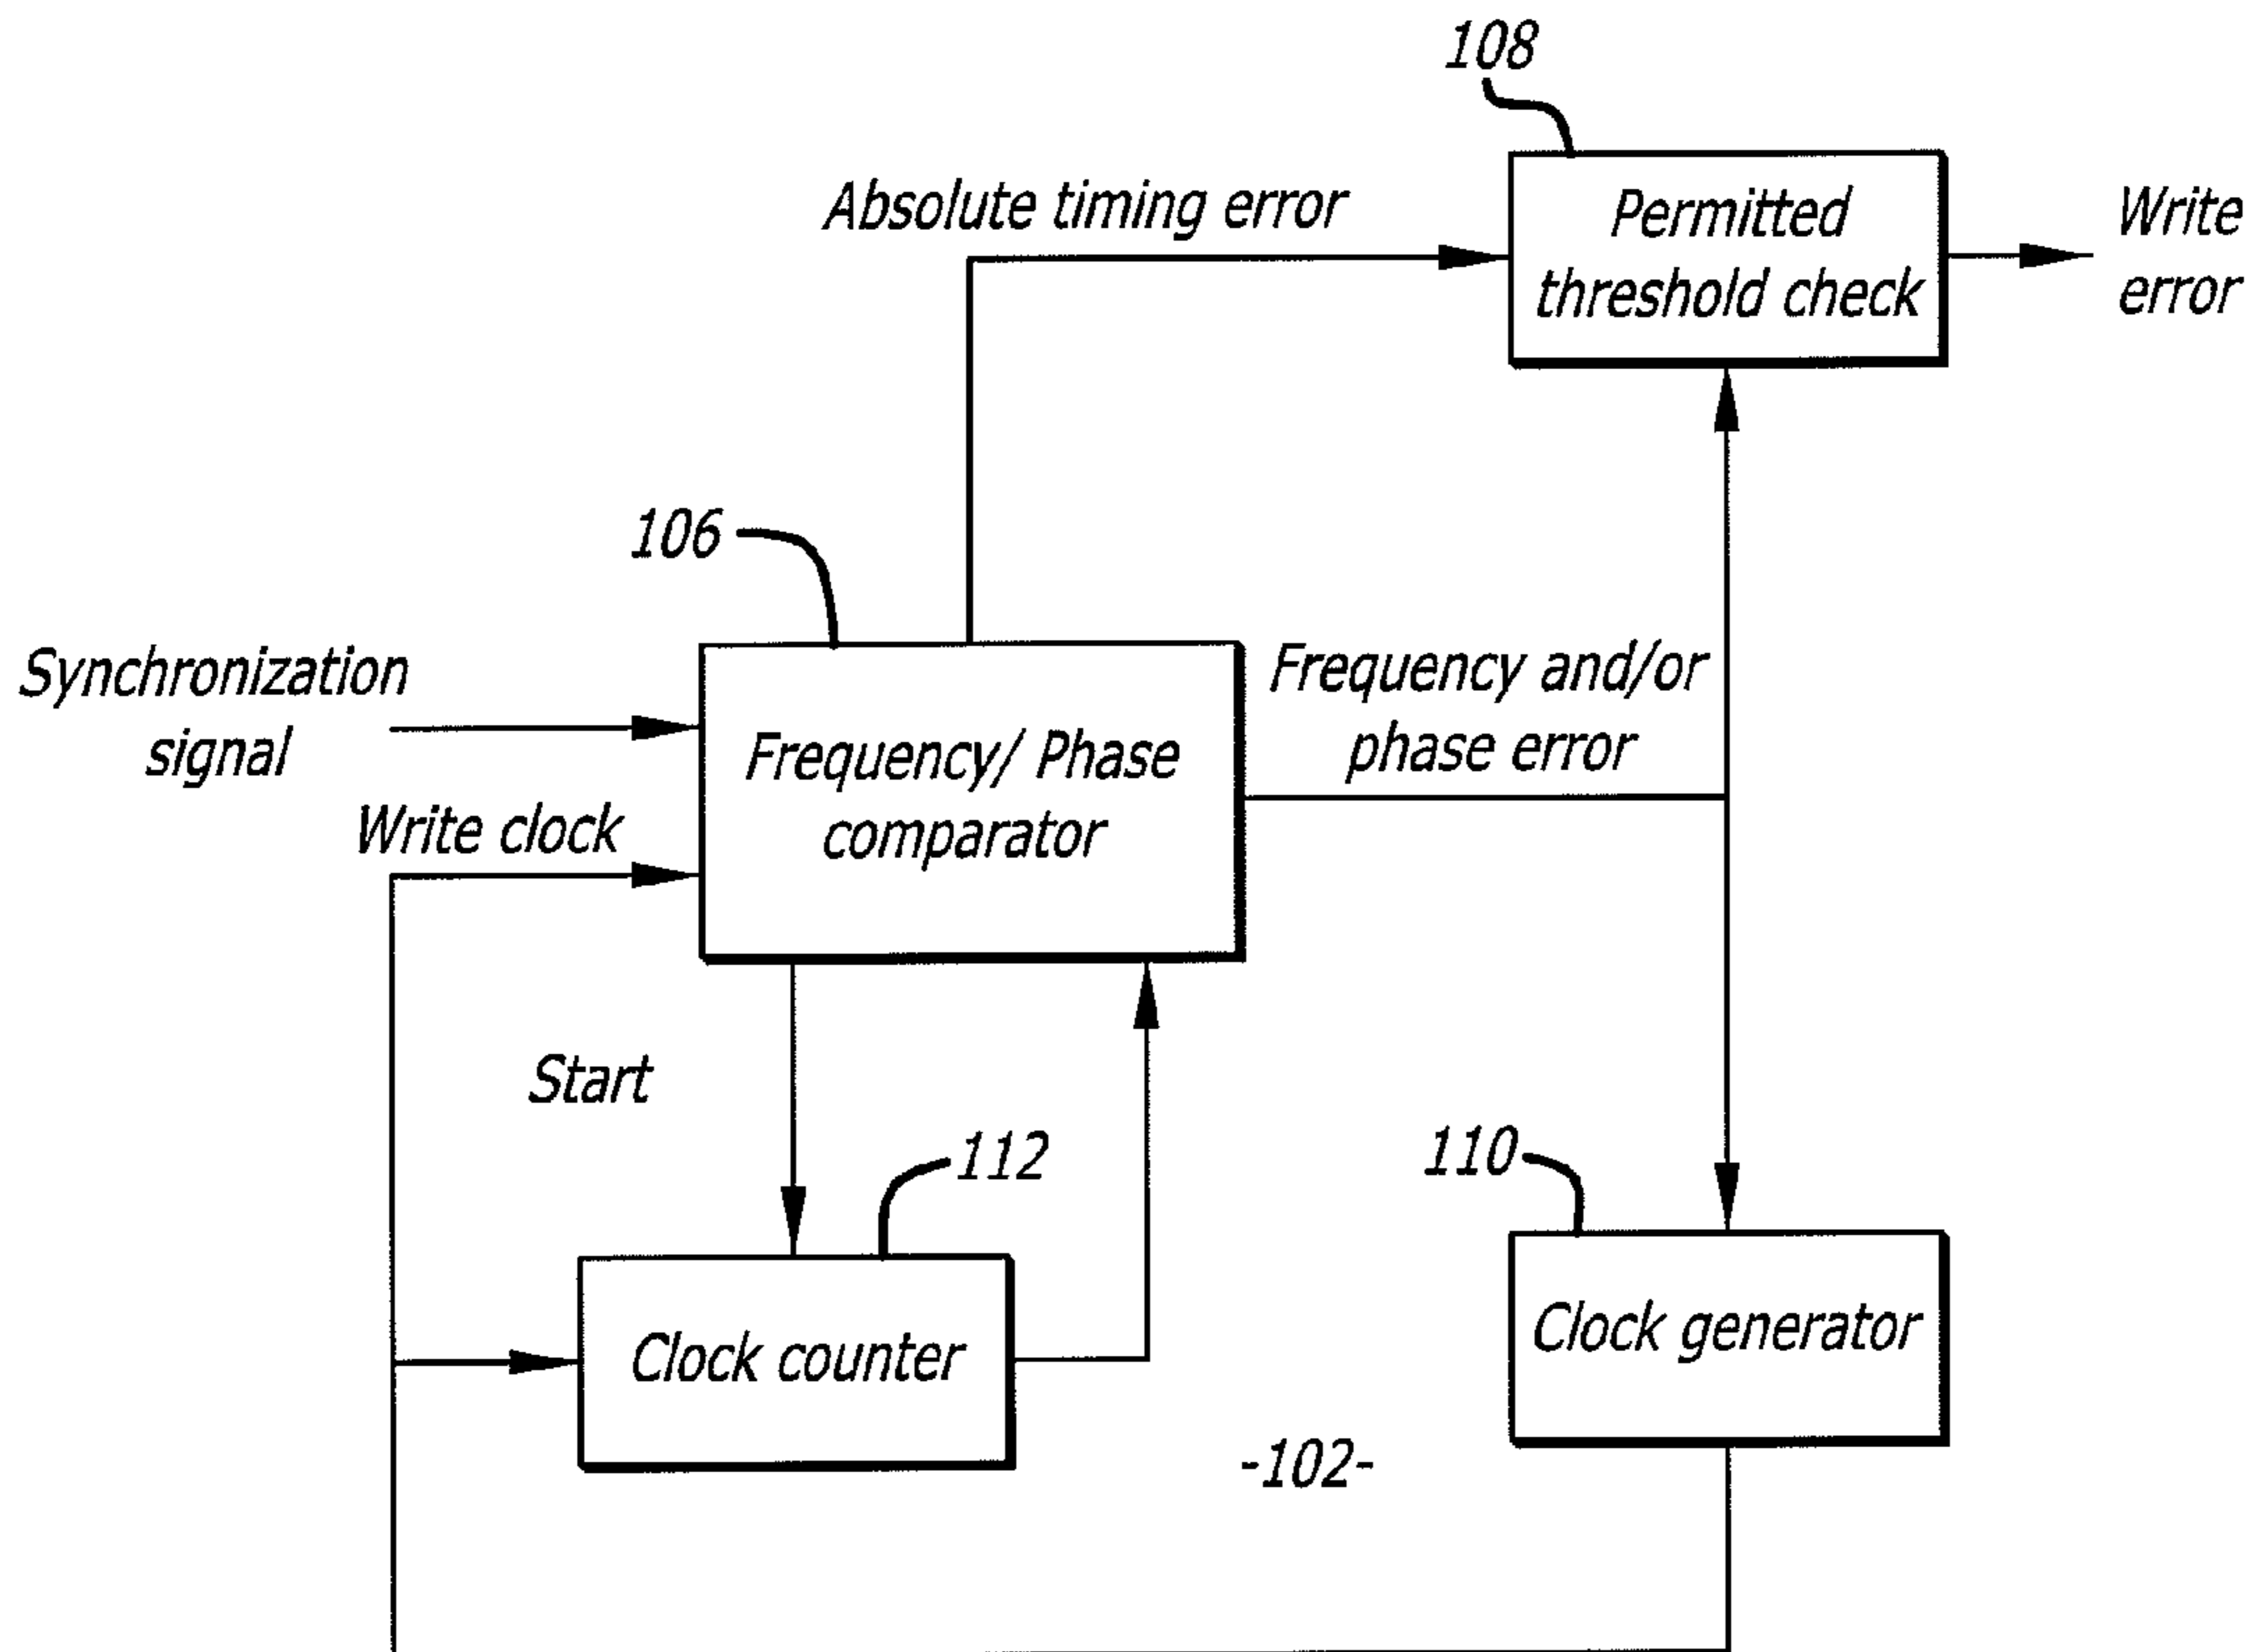 108
Absolute timing error
Permitted
threshold check
Write
error
106
Synchronization
signal
Frequency/ Phase
comparator
Frequency and/or
phase error
Write clock
Start
112
110
Clock counter
Clock generator
-102-